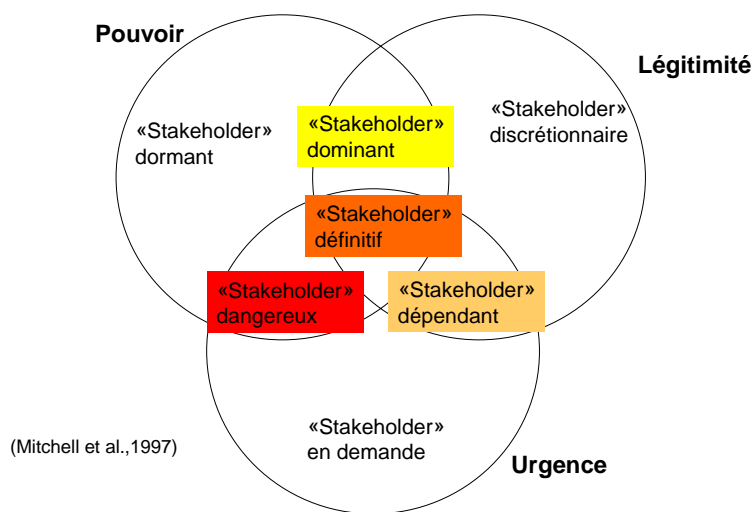 Pouvoir
Légitimité
«Stakeholder»
dormant
«Stakeholder»
dominant
«Stakeholder»
discrétionnaire
«Stakeholder»
définitif
«Stakeholder»
dangereux
«Stakeholder»
dépendant
«Stakeholder»
en demande
(Mitchell et al.,1997)
Urgence